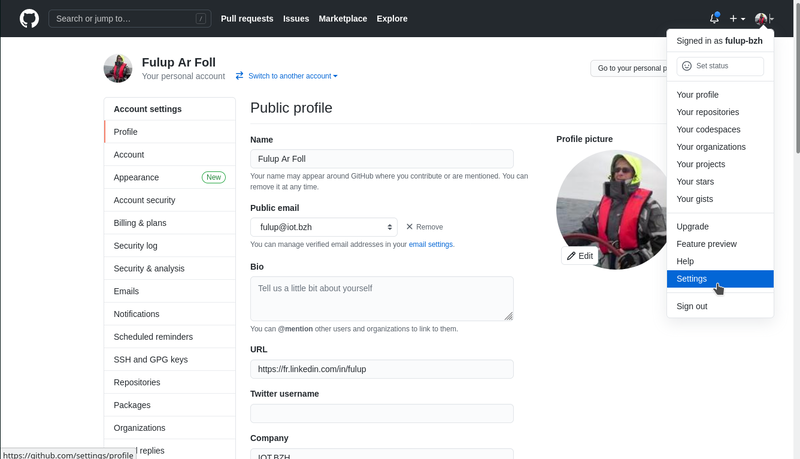 Search or jump to…
/
Pull requests
Issues
Marketplace
Explore
Signed in as fulup-bzh
Set status
Your profile
Your repositories
Your codespaces
Your organizations
Your projects
Your stars
Your gists
Upgrade
Feature preview
Help
Settings
Sign out
Fulup Ar Foll
Your personal account
Switch to another account
Go to your personal
Account settings
Profile
Account
Appearance New
Account security
Billing & plans
Security log
Security & analysis
Emails
Notifications
Scheduled reminders
SSH and GPG keys
Repositories
Packages
Organizations
replies
Public profile
Name
Fulup Ar Foll
Your name may appear around GitHub where you contribute or are mentioned. You can
remove it at any time.
Public email
fulup@iot.bzh
Remove
You can manage verified email addresses in your email settings.
Bio
Tell us a little bit about yourself
You can @mention other users and organizations to link to them.
URL
https://fr.linkedin.com/in/fulup
Twitter username
Company
IOT.BZH
Profile picture
Edit
https://github.com/settings/profile